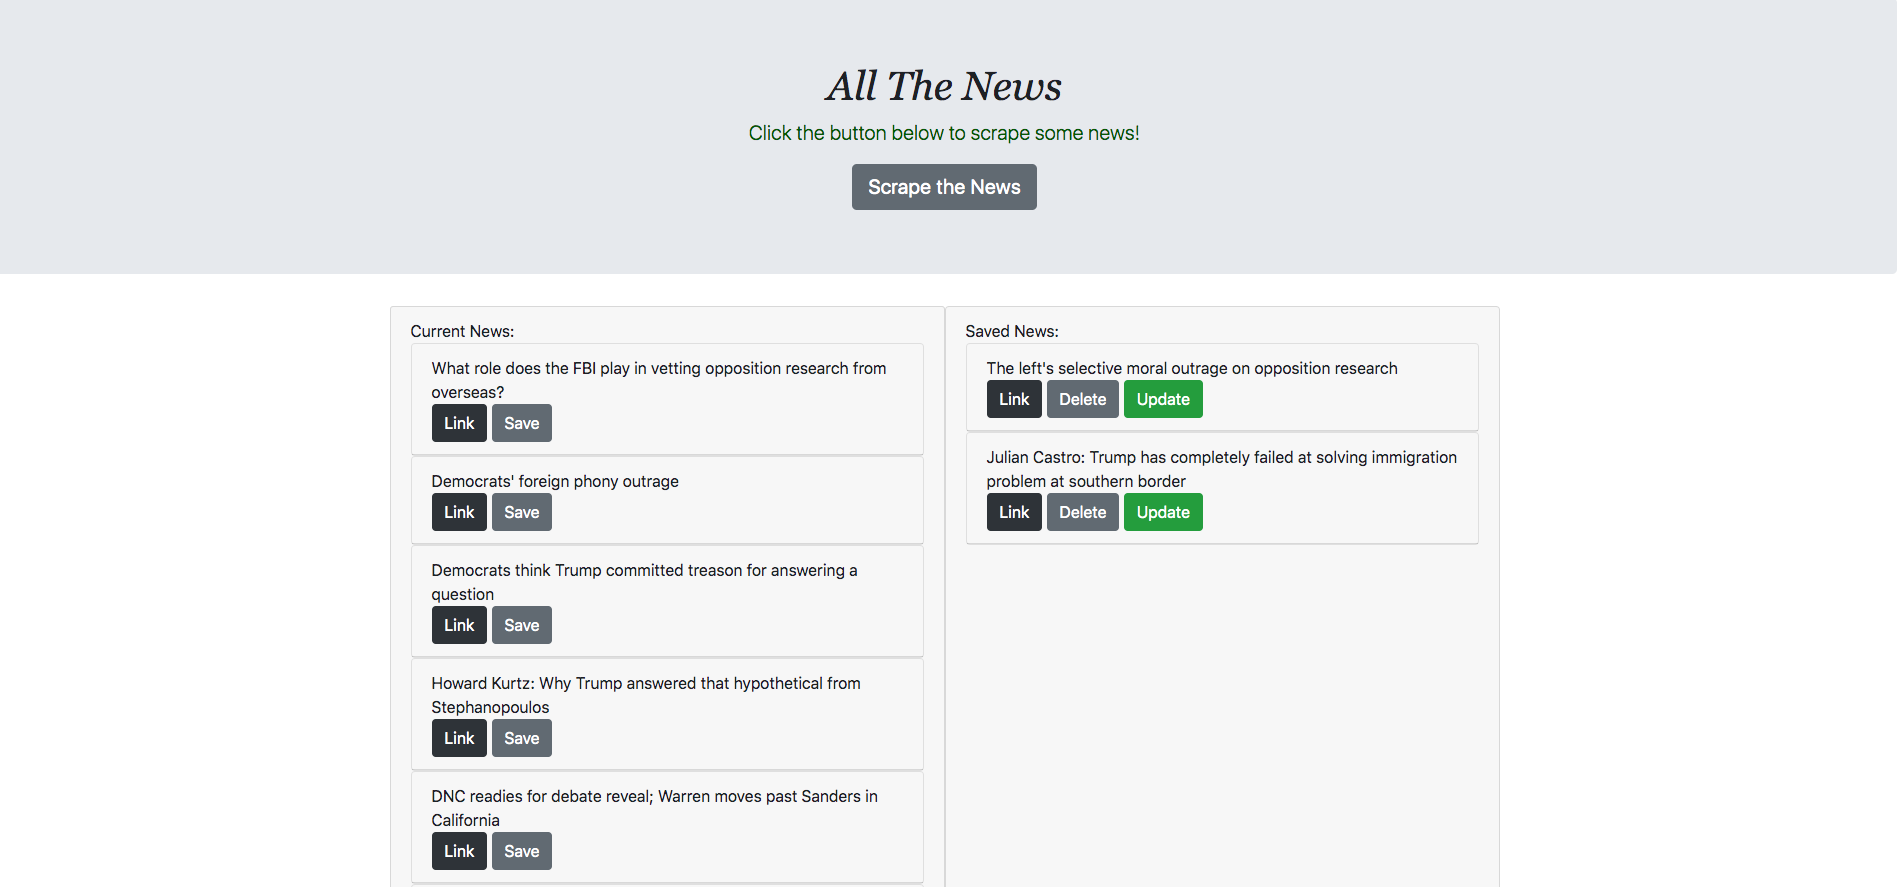 All The News
Click the button below to scrape some news!
Scrape the News
Current News:
What role does the FBI play in vetting opposition research from
overseas?
Link Save
Democrats' foreign phony outrage
Link Save
Democrats think Trump committed treason for answering a
question
Link Save
Howard Kurtz: Why Trump answered that hypothetical from
Stephanopoulos
Link Save
DNC readies for debate reveal; Warren moves past Sanders in
California
Link Save
Saved News:
The left's selective moral outrage on opposition research
Link Delete Update
Julian Castro: Trump has completely failed at solving immigration
problem at southern border
Link Delete Update